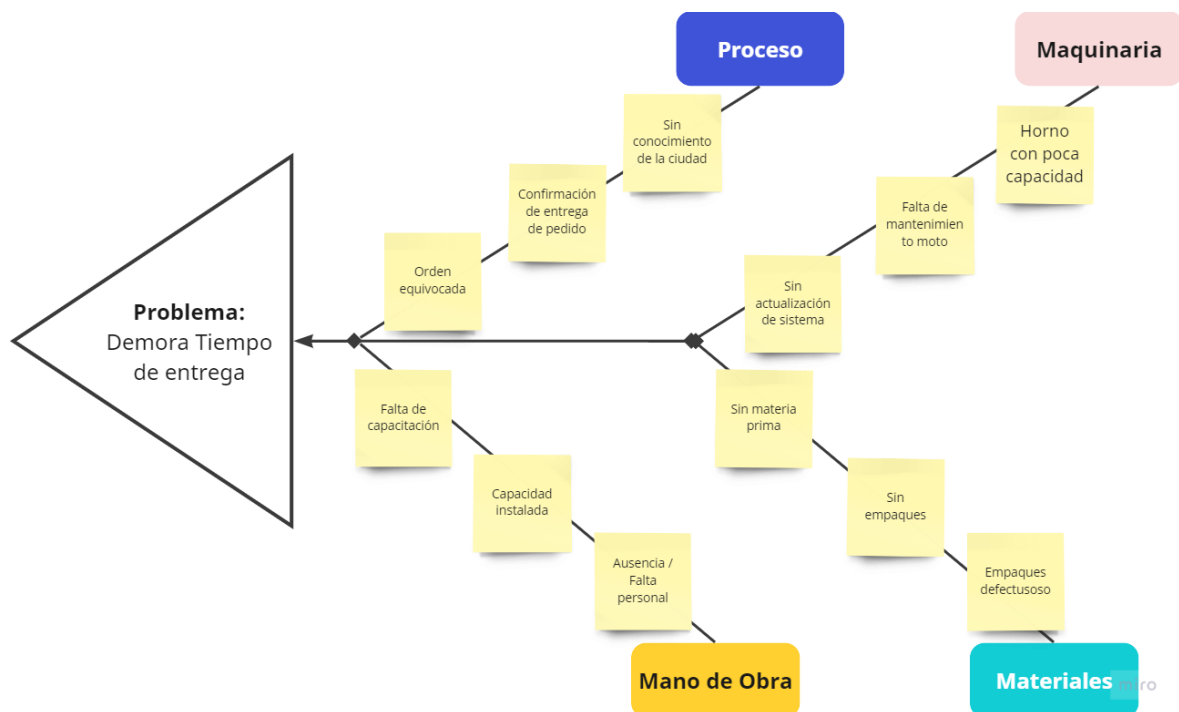 Proceso
Maquinaria
Sin
conocimiento
de la ciudad
Horno
con poca
capacidad
Confirmación
de entrega
de pedido
Falta de
mantenimien
to moto
Orden
equivocada
Sin
actualización
de sistema
Problema:
Demora Tiempo
de entrega
Falta de
capacitación
Sin materia
prima
Capacidad
instalada
Sin
empaques
Ausencia /
Falta
personal
Empaques
defectusoso
Mano de Obra
Materiales
miro